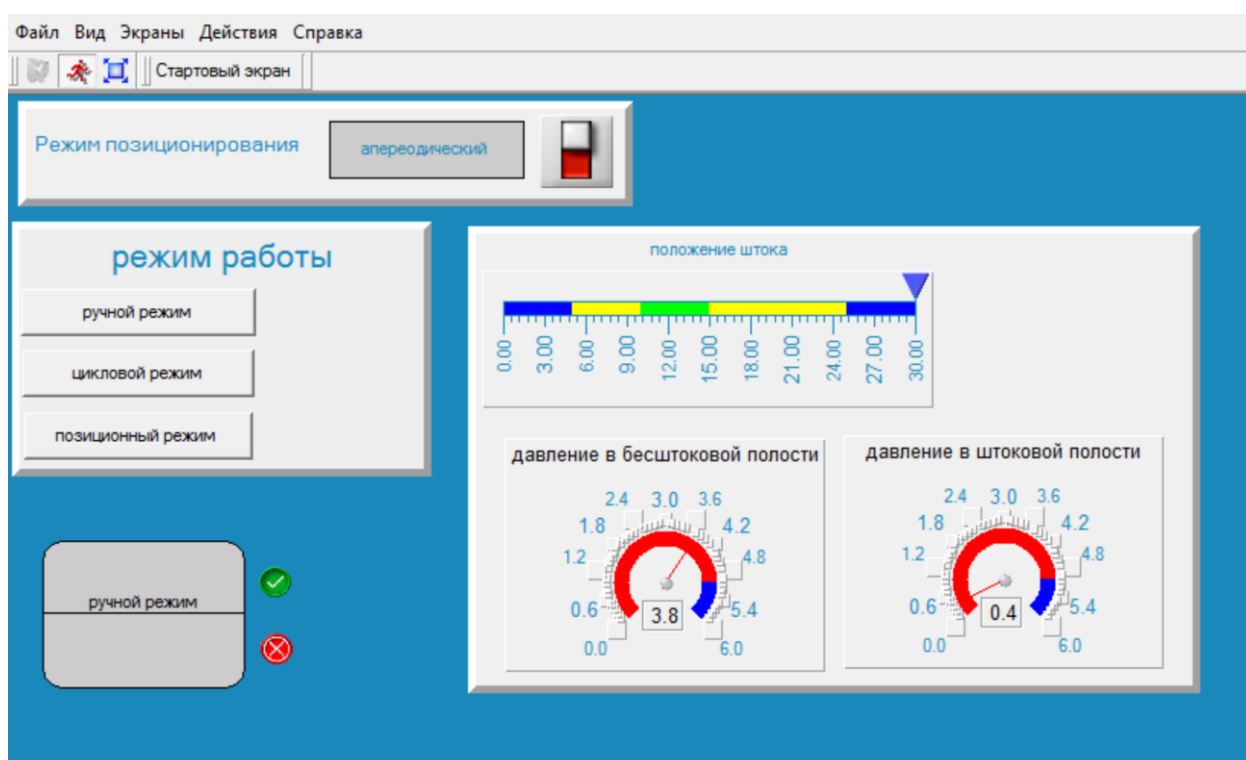 Файл Вид Экраны Действия Справка
Стартовый экран
Режим позиционирования
апереодический
режим работы
ручной режим
цикловой режим
позиционный режим
ручной режим
положение штока
0.00 3.00 6.00 9.00 12.00 15.00 18.00 21.00 24.00 27.00 30.00
давление в бесштоковой полости
0.0 0.6 1.2 1.8 2.4 3.0 3.6 4.2 4.8 5.4 6.0
3.8
давление в штоковой полости
0.0 0.6 1.2 1.8 2.4 3.0 3.6 4.2 4.8 5.4 6.0
0.4